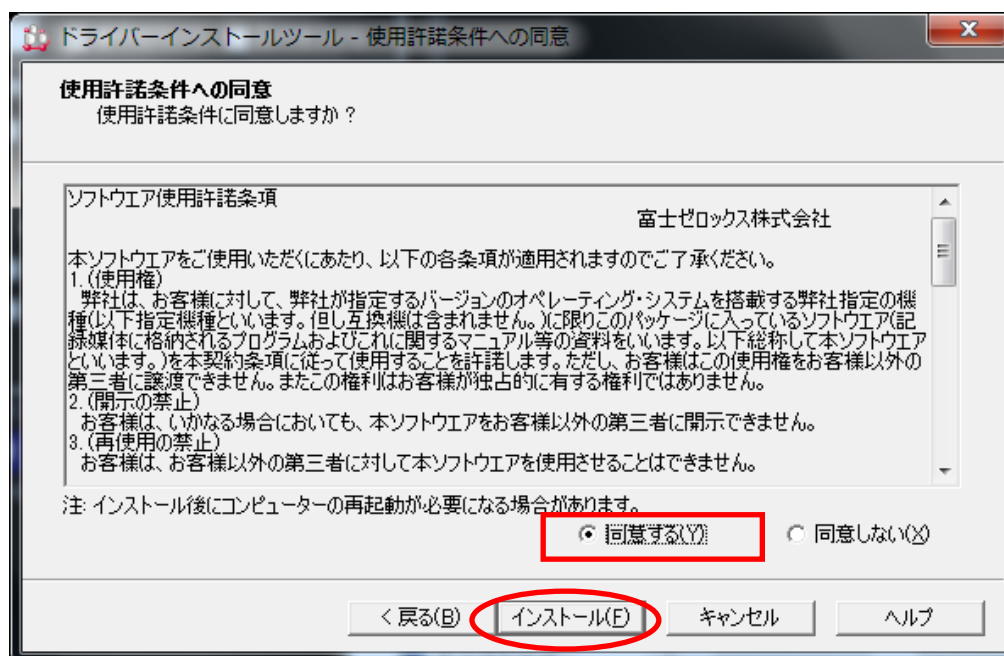 ドライバーインストールツール - 使用許諾条件への同意
使用許諾条件への同意
使用許諾条件に同意しますか？
ソフトウエア使用許諾条項
富士ゼロックス株式会社
本ソフトウエアをご使用いただくにあたり、以下の各条項が適用されますのでご了承ください。
1.(使用権)
弊社は、お客様に対して、弊社が指定するバージョンのオペレーティング・システムを搭載する弊社指定の機
種(以下指定機種といいます。但し互換機は含まれません。)に限りこのパッケージに入っているソフトウエア(記
録媒体に格納されるプログラムおよびこれに関するマニュアル等の資料をいいます。以下総称して本ソフトウエア
といいます。)を本契約条項に従って使用することを許諾します。ただし、お客様はこの使用権をお客様以外の
第三者に譲渡できません。またこの権利はお客様が独占的に有する権利ではありません。
2.(開示の禁止)
お客様は、いかなる場合においても、本ソフトウエアをお客様以外の第三者に開示できません。
3.(再使用の禁止)
お客様は、お客様以外の第三者に対して本ソフトウエアを使用させることはできません。
注: インストール後にコンピューターの再起動が必要になる場合があります。
同意する(Y) 同意しない(X)
< 戻る(B) インストール(F) キャンセル ヘルプ